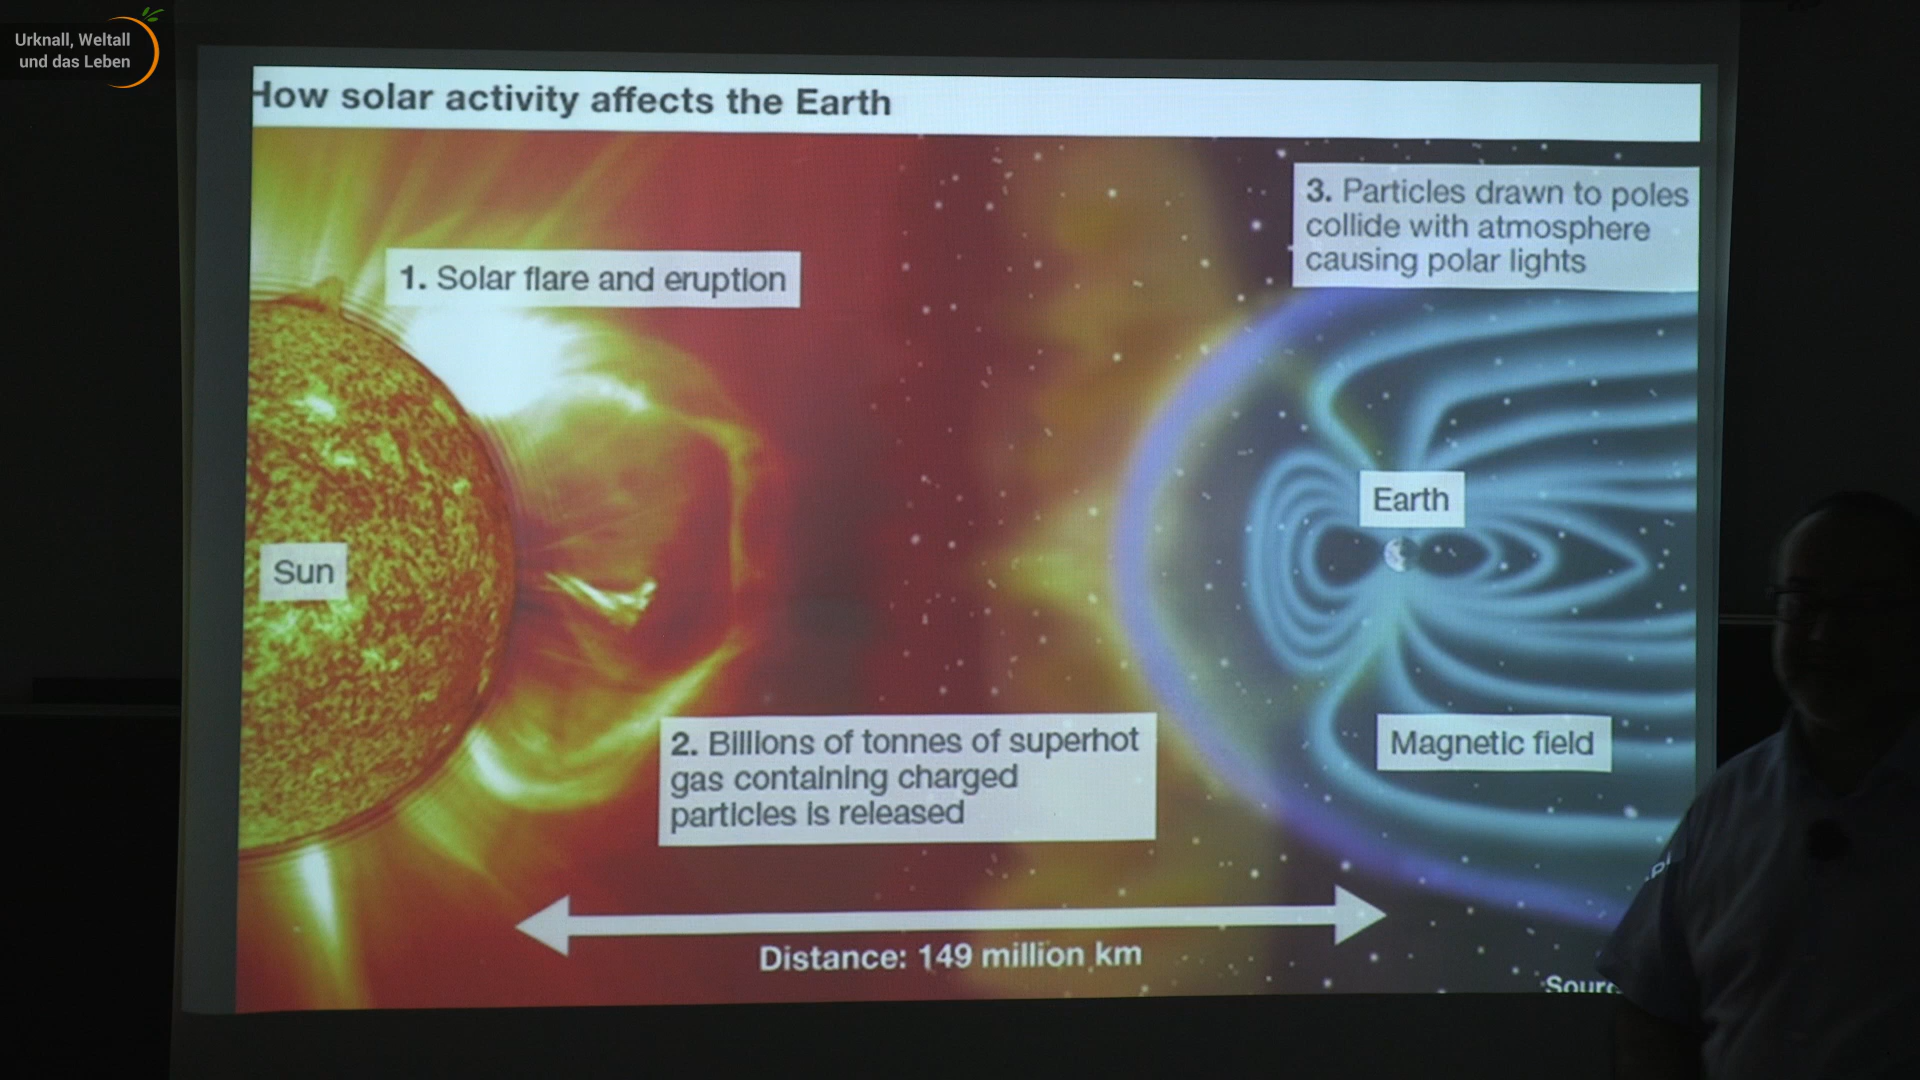 Urknall, Weltall
und das Leben
How solar activity affects the Earth
1. Solar flare and eruption
3. Particles drawn to poles
collide with atmosphere
causing polar lights
Earth
Sun
2. Billions of tonnes of superhot
gas containing charged
particles is released
Magnetic field
Distance: 149 million km